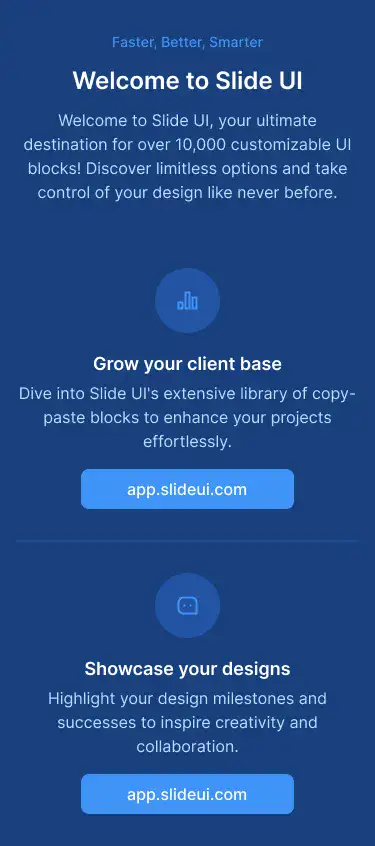 Faster, Better, Smarter
Welcome to Slide UI
Welcome to Slide UI, your ultimate
destination for over 10,000 customizable UI
blocks! Discover limitless options and take
control of your design like never before.
Grow your client base
Dive into Slide UI's extensive library of copy-
paste blocks to enhance your projects
effortlessly.
app.slideui.com
Showcase your designs
Highlight your design milestones and
successes to inspire creativity and
collaboration.
app.slideui.com